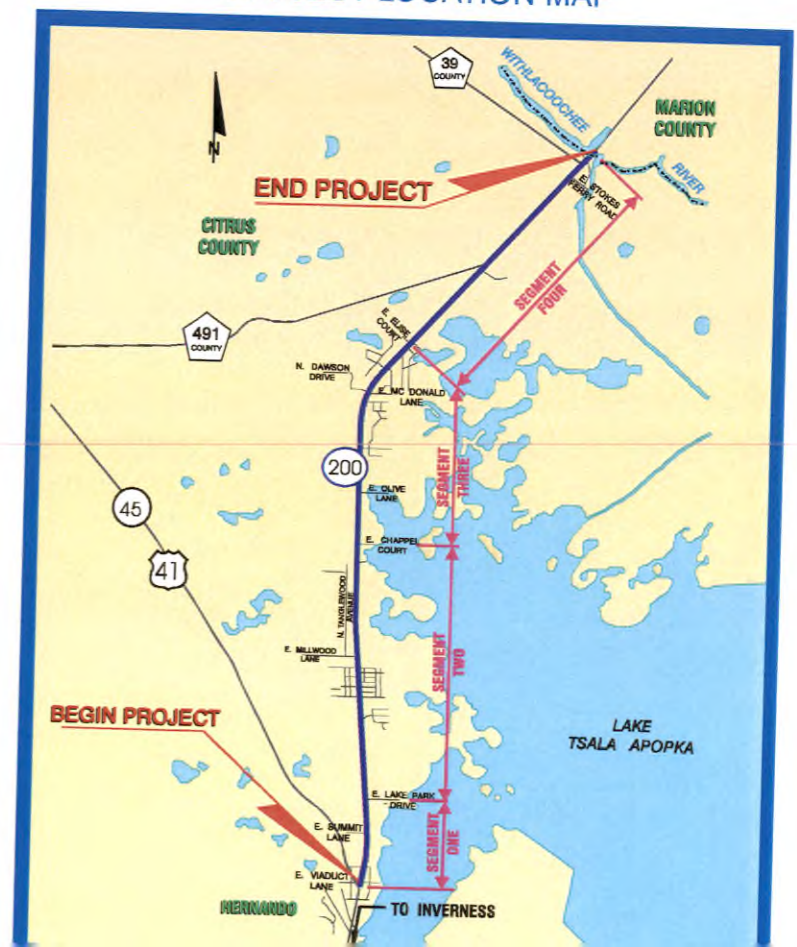 LOCATION MAP
39
COUNTY
WITHLACOOCHEE
RIVER
MARION
COUNTY
N
END PROJECT
E. STOKES
FERRY ROAD
CITRUS
COUNTY
SEGMENT
FOUR
491
COUNTY
E. ELISE
COURT
N. DAWSON
DRIVE
E. MC DONALD
LANE
200
SEGMENT
THREE
E. OLIVE
LANE
45
41
E. CHAPPEL
COURT
N. TANGLEWOOD
AVENUE
E. MILLWOOD
LANE
SEGMENT
TWO
BEGIN PROJECT
LAKE
TSALA APOPKA
E. LAKE PARK
DRIVE
E. SUMMIT
LANE
SEGMENT
ONE
E. VIADUCT
LANE
HERNANDO
TO INVERNESS